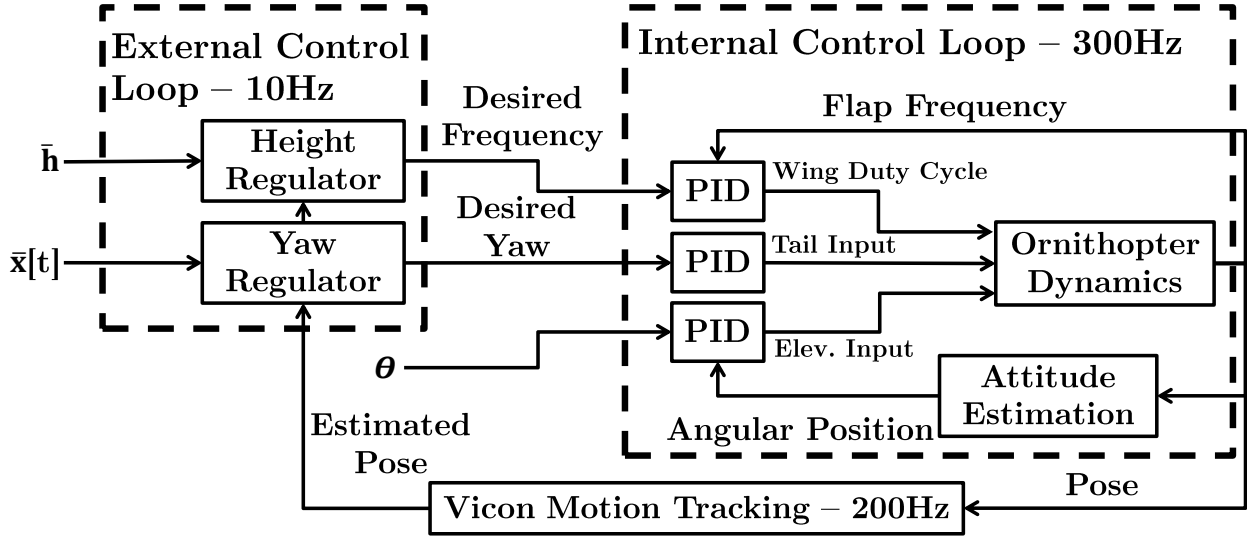 External Control
Loop – 10Hz
Internal Control Loop – 300Hz
Desired
Frequency
Flap Frequency
h̄
Height
Regulator
PID
Wing Duty Cycle
Desired
Yaw
x̄[t]
Yaw
Regulator
PID
Tail Input
Ornithopter
Dynamics
PID
Elev. Input
θ
Attitude
Estimation
Angular Position
Estimated
Pose
Vicon Motion Tracking – 200Hz
Pose